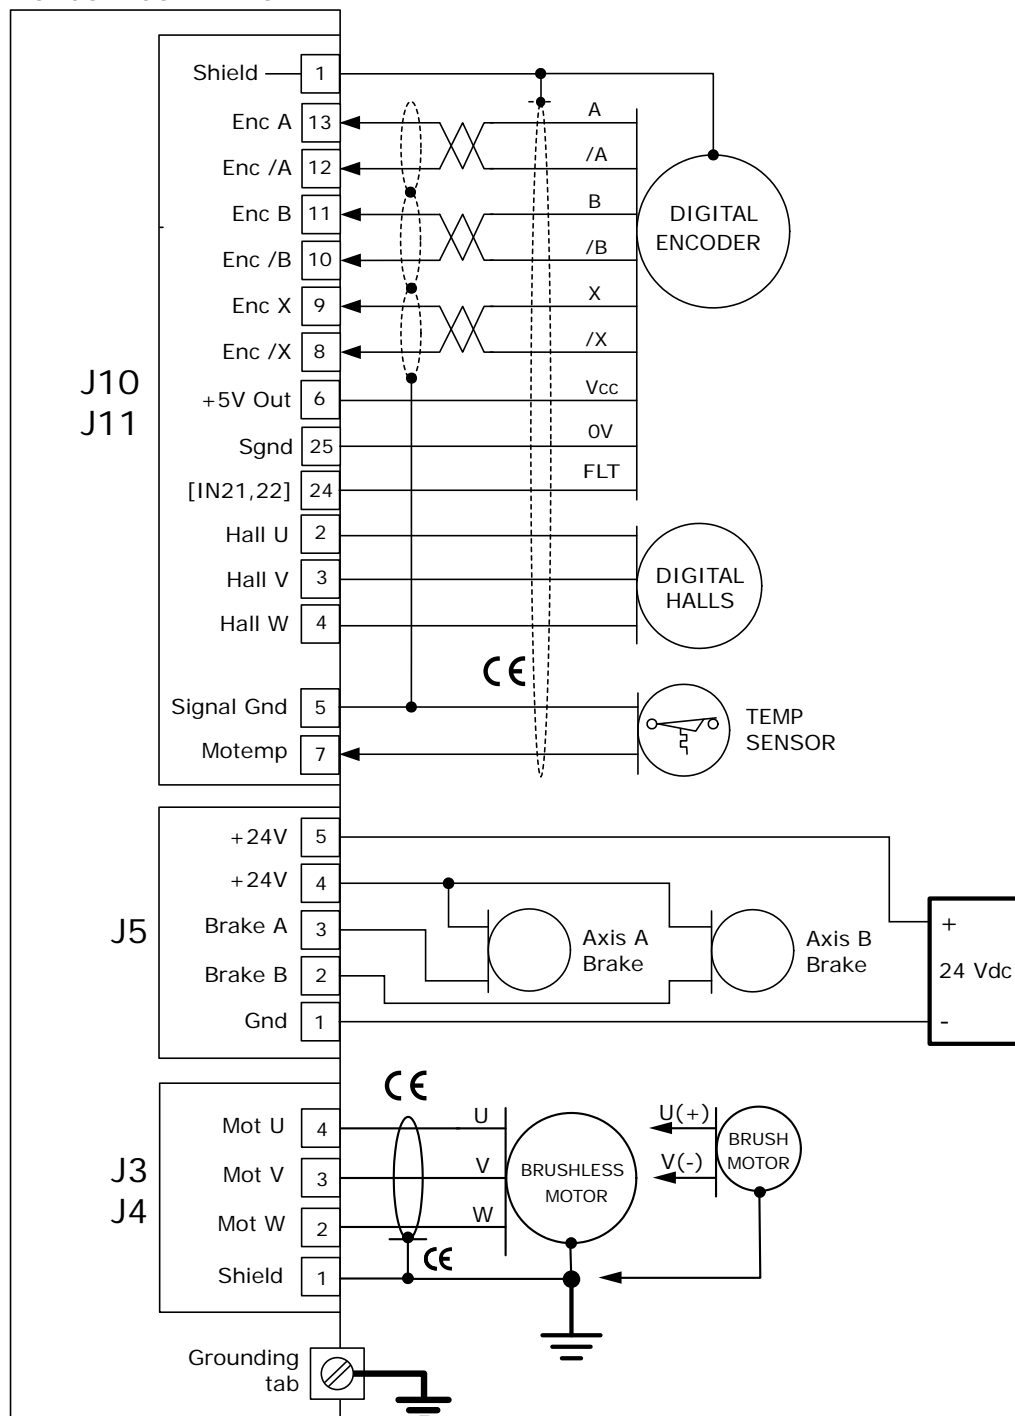 Shield 1
Enc A 13 A
Enc /A 12 /A
Enc B 11 B
Enc /B 10 /B
Enc X 9 X
Enc /X 8 /X
+5V Out 6 Vcc
Sgnd 25 0V
[IN21,22] 24 FLT
Hall U 2
Hall V 3
Hall W 4
Signal Gnd 5
Motemp 7
J10
J11
DIGITAL
ENCODER
DIGITAL
HALLS
CE
TEMP
SENSOR
+24V 5
+24V 4
Brake A 3
Brake B 2
Gnd 1
J5
Axis A
Brake
Axis B
Brake
+
24 Vdc
-
CE
Mot U 4 U
Mot V 3 V
Mot W 2 W
Shield 1
J3
J4
BRUSHLESS
MOTOR
U(+)
V(-)
BRUSH
MOTOR
CE
Grounding
tab